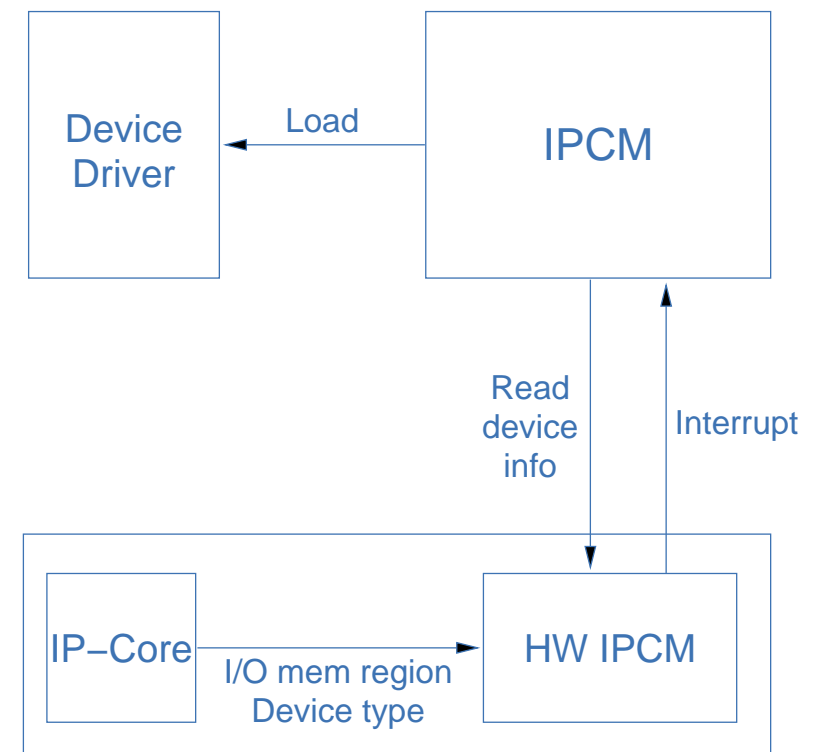 Device
Driver
Load
IPCM
Read
device
info
Interrupt
IP−Core
I/O mem region
Device type
HW IPCM